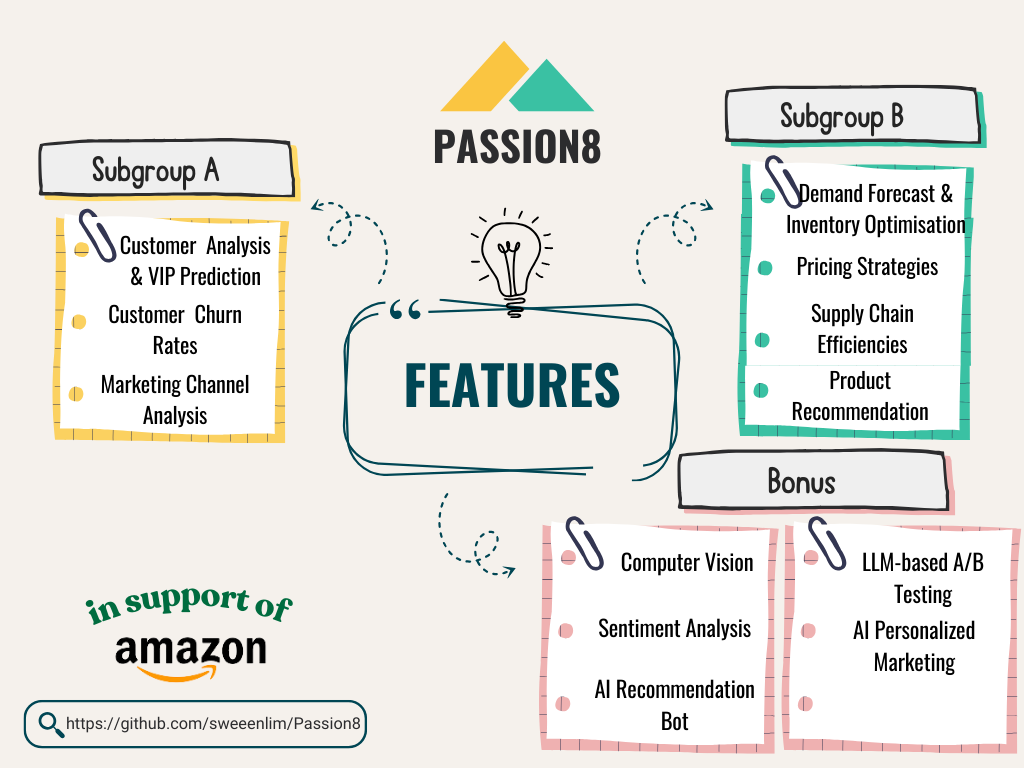 PASSION8
Subgroup A
Customer Analysis
& VIP Prediction
Customer Churn
Rates
Marketing Channel
Analysis
Subgroup B
Demand Forecast &
Inventory Optimisation
Pricing Strategies
Supply Chain
Efficiencies
Product
Recommendation
“
FEATURES
Bonus
Computer Vision
Sentiment Analysis
AI Recommendation
Bot
LLM-based A/B
Testing
AI Personalized
Marketing
in support of
amazon
https://github.com/sweeenlim/Passion8